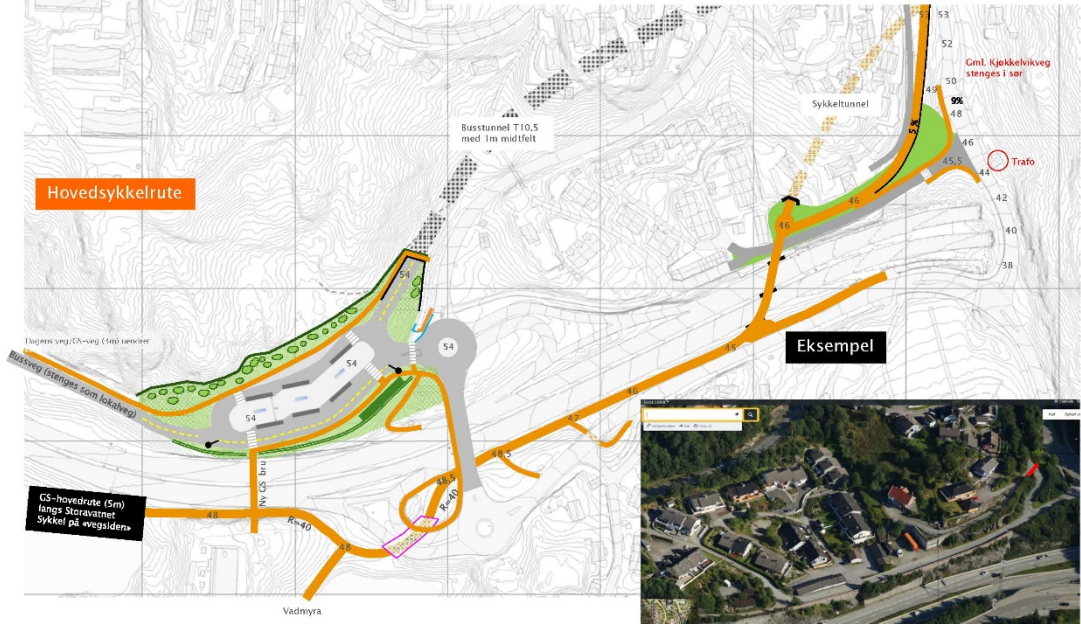 53
52
Gml. Kjøkkelvikveg
stenges i sør
50
49
9%
48
5%
Sykkeltunnel
Busstunnel T10,5
med 1m midtfelt
46
45,5
Trafo
44
Hovedsykkelrute
42
46
46
40
38
54
Dagens veg/GS-veg (3m) uendret
Bussveg (stenges som lokalveg)
54
54
54
45
Eksempel
46
47
48,5
48,5
R=40
Ny GS bru
GS-hovedrute (5m)
langs Storavatnet
Sykkel på «vegsiden»
48
R=40
48
Vadmyra